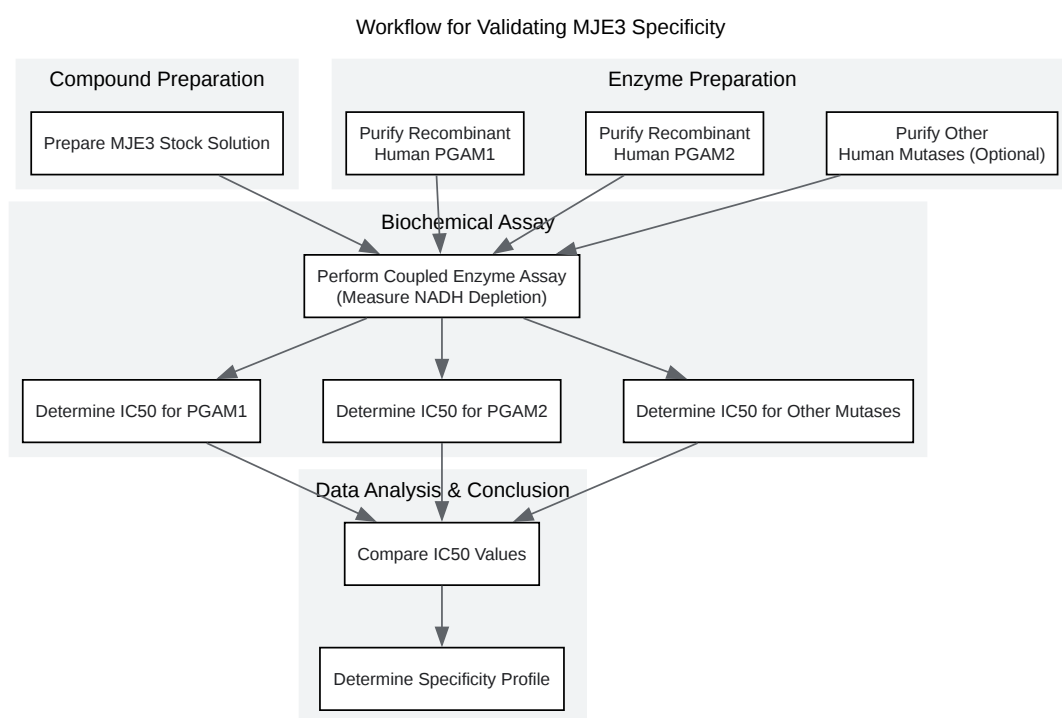 Workflow for Validating MJE3 Specificity
Compound Preparation
Prepare MJE3 Stock Solution
Enzyme Preparation
Purify Recombinant
Human PGAM1
Purify Recombinant
Human PGAM2
Purify Other
Human Mutases (Optional)
Biochemical Assay
Perform Coupled Enzyme Assay
(Measure NADH Depletion)
Determine IC50 for PGAM1
Determine IC50 for PGAM2
Determine IC50 for Other Mutases
Data Analysis & Conclusion
Compare IC50 Values
Determine Specificity Profile